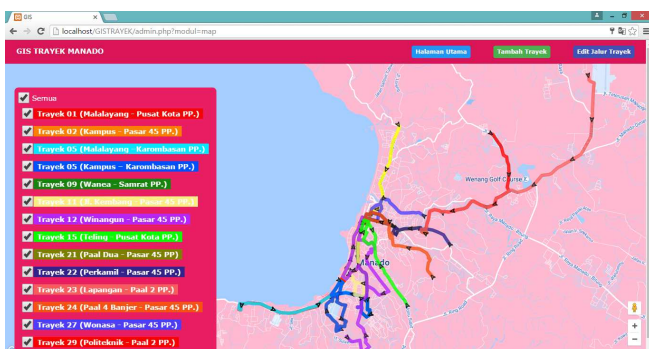 GIS
localhost/GISTRAYEK/admin.php?modul=map
GIS TRAYEK MANADO
Halaman Utama
Tambah Trayek
Edit Jalur Trayek
Semua
Trayek 01 (Malalayang - Pusat Kota PP.)
Trayek 02 (Kampus - Pasar 45 PP.)
Trayek 05 (Malalayang - Karombasan PP.)
Trayek 05 (Kampus - Karombasan PP.)
Trayek 09 (Wanea - Samrat PP.)
Trayek 11 - Pasar 45 PP.)
Trayek 12 (Winangun - Pasar 45 PP.)
Trayek 15 (Teling - Pusat Kota PP.)
Trayek 21 (Paal Dua - Pasar 45 PP)
Trayek 22 (Perkamil - Pasar 45 PP.)
Trayek 23 (Lapangan - Paal 2 PP.)
Trayek 24 (Paal 4 Banjer - Pasar 45 PP.)
Trayek 27 (Wonasa - Pasar 45 PP.)
Trayek 29 (Politeknik - Paal 2 PP.)
Wenang Golf Course
Manado